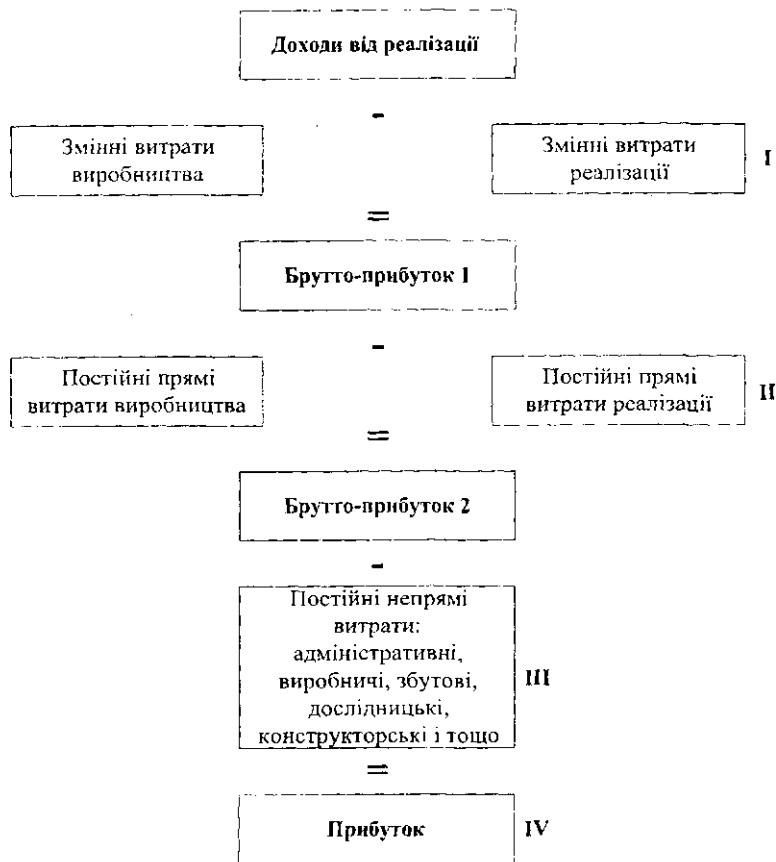 Доходи від реалізації
-
Змінні витрати
виробництва
Змінні витрати
реалізації
I
=
Брутто-прибуток 1
-
Постійні прямі
витрати виробництва
Постійні прямі
витрати реалізації
II
=
Брутто-прибуток 2
-
Постійні непрямі
витрати:
адміністративні,
виробничі, збутові,
дослідницькі,
конструкторські і тощо
III
=
Прибуток
IV